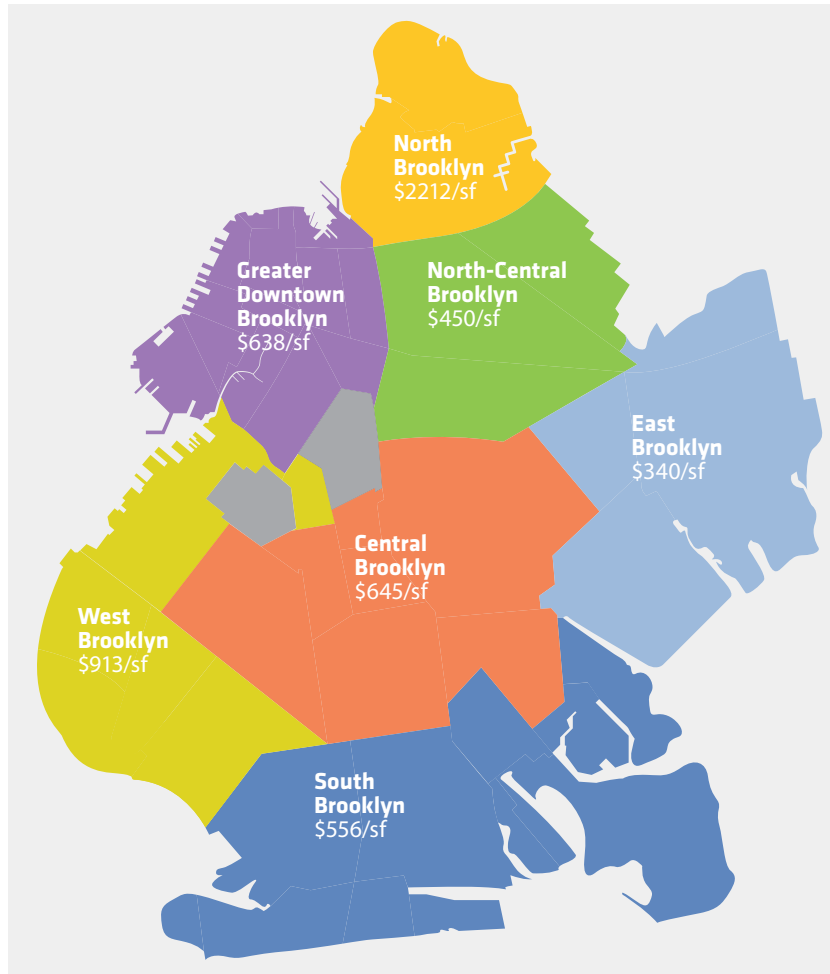 North
Brooklyn
$2212/sf
Greater
Downtown
Brooklyn
$638/sf
North-Central
Brooklyn
$450/sf
East
Brooklyn
$340/sf
Central
Brooklyn
$645/sf
West
Brooklyn
$913/sf
South
Brooklyn
$556/sf